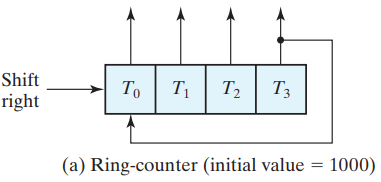 Shift
right
T0 T1 T2 T3
(a) Ring-counter (initial value = 1000)